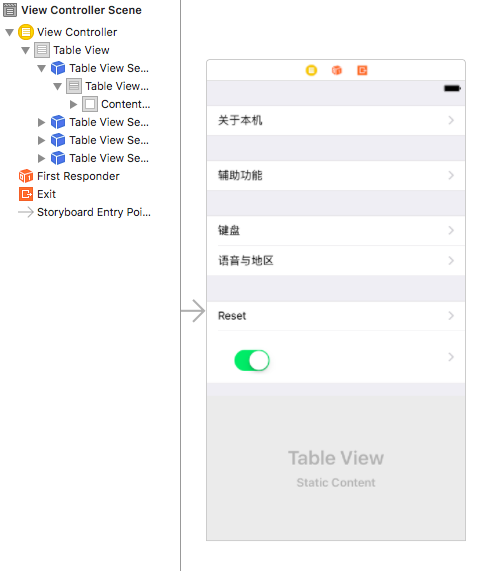 View Controller Scene
View Controller
Table View
Table View Se...
Table View...
Content...
Table View Se...
Table View Se...
Table View Se...
First Responder
Exit
Storyboard Entry Poi...
关于本机
辅助功能
键盘
语音与地区
Reset
Table View
Static Content